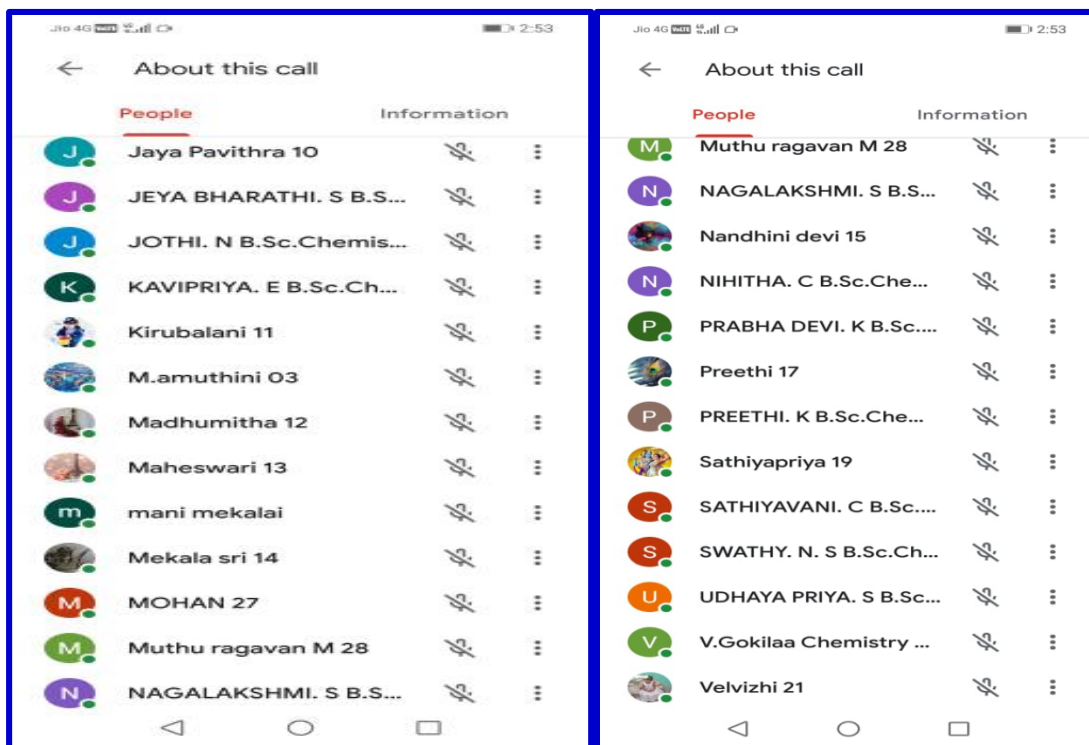 Jio 4G VoLTE 2:53
About this call
People Information
J Jaya Pavithra 10
J JEYA BHARATHI. S B.S...
J JOTHI. N B.Sc.Chemis...
K KAVIPRIYA. E B.Sc.Ch...
Kirubalani 11
M.amuthini 03
Madhumitha 12
Maheswari 13
m mani mekalai
Mekala sri 14
M MOHAN 27
M Muthu ragavan M 28
N NAGALAKSHMI. S B.S...
Jio 4G VoLTE 2:53
About this call
People Information
M Muthu ragavan M 28
N NAGALAKSHMI. S B.S...
Nandhini devi 15
N NIHITHA. C B.Sc.Che...
P PRABHA DEVI. K B.Sc....
Preethi 17
P PREETHI. K B.Sc.Che...
Sathiyapriya 19
S SATHIYAVANI. C B.Sc....
S SWATHY. N. S B.Sc.Ch...
U UDHAYA PRIYA. S B.Sc...
V V.Gokilaa Chemistry ...
Velvizhi 21